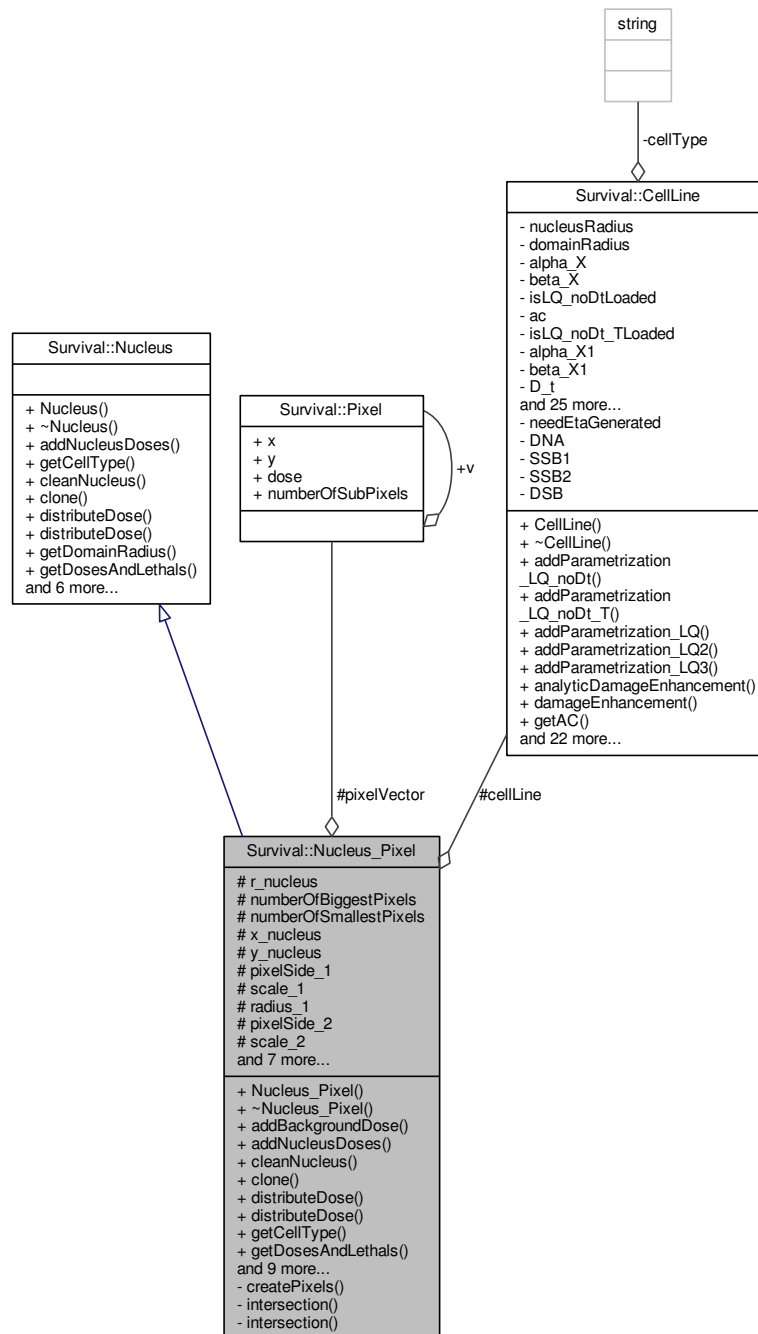 string
-cellType
Survival::CellLine
- nucleusRadius
- domainRadius
- alpha_X
- beta_X
- isLQ_noDtLoaded
- ac
- isLQ_noDt_TLoaded
- alpha_X1
- beta_X1
- D_t
and 25 more...
- needEtaGenerated
- DNA
- SSB1
- SSB2
- DSB
+ CellLine()
+ ~CellLine()
+ addParametrization
_LQ_noDt()
+ addParametrization
_LQ_noDt_T()
+ addParametrization_LQ()
+ addParametrization_LQ2()
+ addParametrization_LQ3()
+ analyticDamageEnhancement()
+ damageEnhancement()
+ getAC()
and 22 more...
Survival::Nucleus
+ Nucleus()
+ ~Nucleus()
+ addNucleusDoses()
+ getCellType()
+ cleanNucleus()
+ clone()
+ distributeDose()
+ distributeDose()
+ getDomainRadius()
+ getDosesAndLethals()
and 6 more...
Survival::Pixel
+ x
+ y
+ dose
+ numberOfSubPixels
+v
#pixelVector
#cellLine
Survival::Nucleus_Pixel
# r_nucleus
# numberOfBiggestPixels
# numberOfSmallestPixels
# x_nucleus
# y_nucleus
# pixelSide_1
# scale_1
# radius_1
# pixelSide_2
# scale_2
and 7 more...
+ Nucleus_Pixel()
+ ~Nucleus_Pixel()
+ addBackgroundDose()
+ addNucleusDoses()
+ cleanNucleus()
+ clone()
+ distributeDose()
+ distributeDose()
+ getCellType()
+ getDosesAndLethals()
and 9 more...
- createPixels()
- intersection()
- intersection()